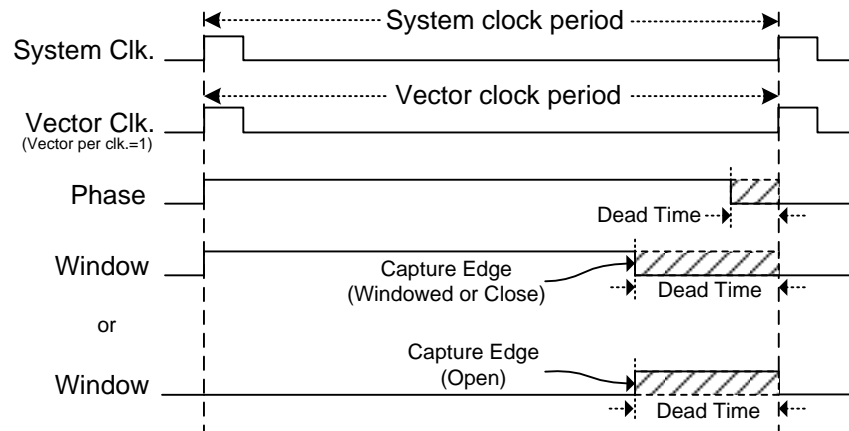 System clock period
System Clk.
Vector clock period
Vector Clk.
(Vector per clk.=1)
Phase
Dead Time
Window
Capture Edge
(Windowed or Close)
Dead Time
or
Capture Edge
(Open)
Window
Dead Time